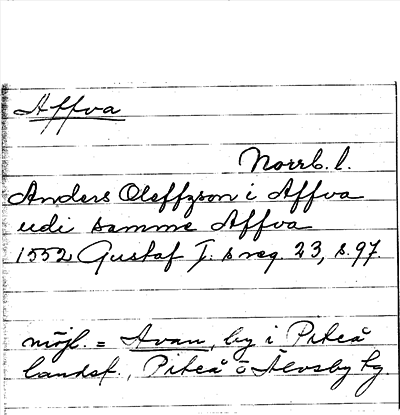 Affva
Norrb. l.
Anders Oleffzson i Affva
udi samme Affva
1552 Gustaf I:s reg. 23, s. 97.
möjl. = Avan, by i Piteå
landsf., Piteå o Älvsby tg